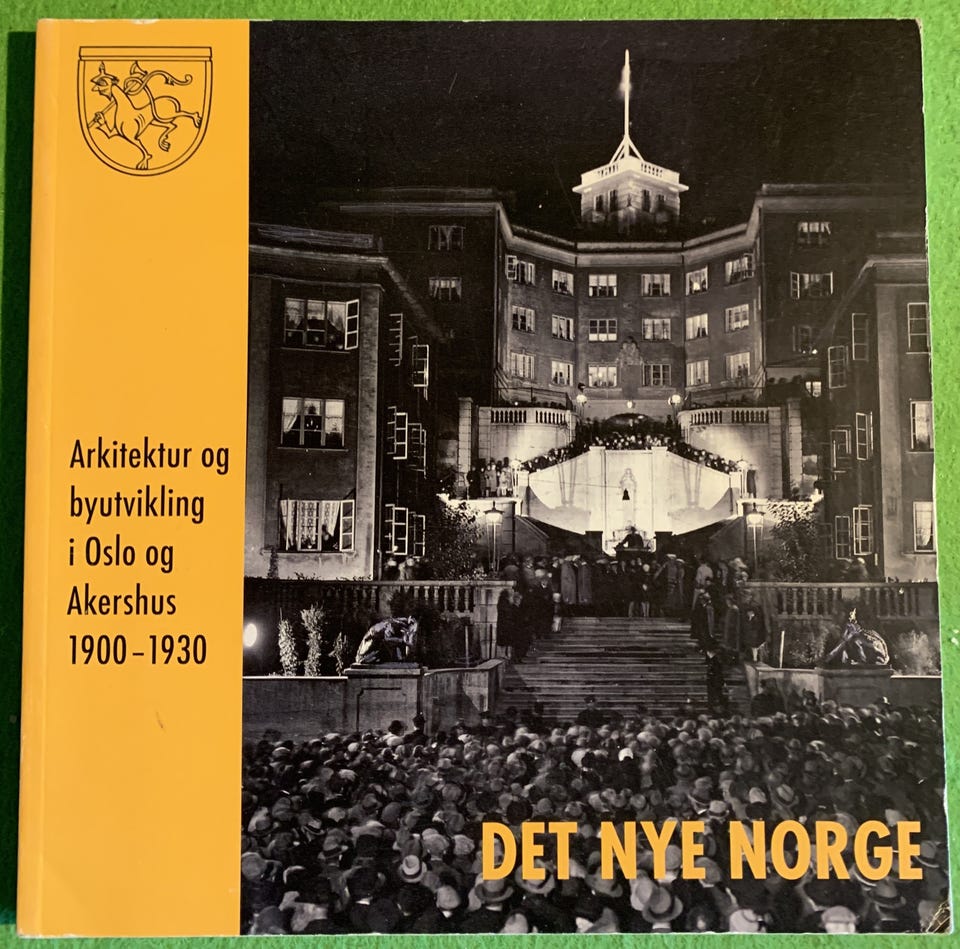 Arkitektur og
byutvikling
i Oslo og
Akershus
1900–1930
DET NYE NORGE